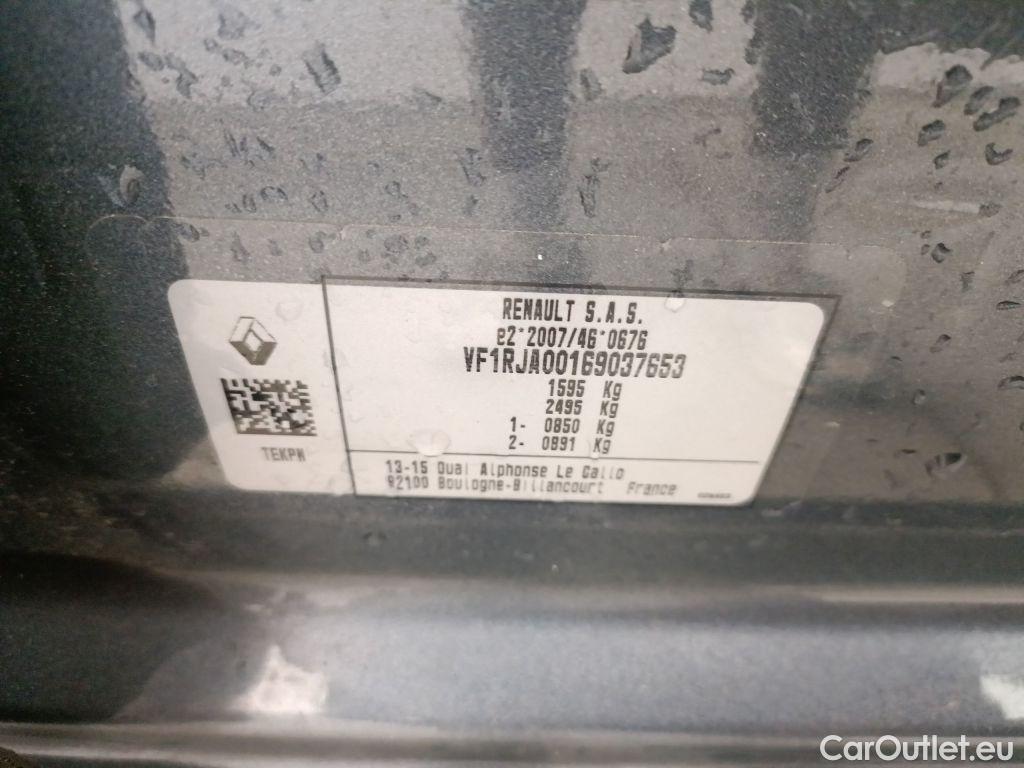 RENAULT S.A.S.
e2*2007/46*0676
VF1RJA00169037653
1595 Kg
2495 Kg
1- 0850 Kg
2- 0891 Kg
TEKPN
13-15 Quai Alphonse Le Gallo
92100 Boulogne-Billancourt France
CarOutlet.eu